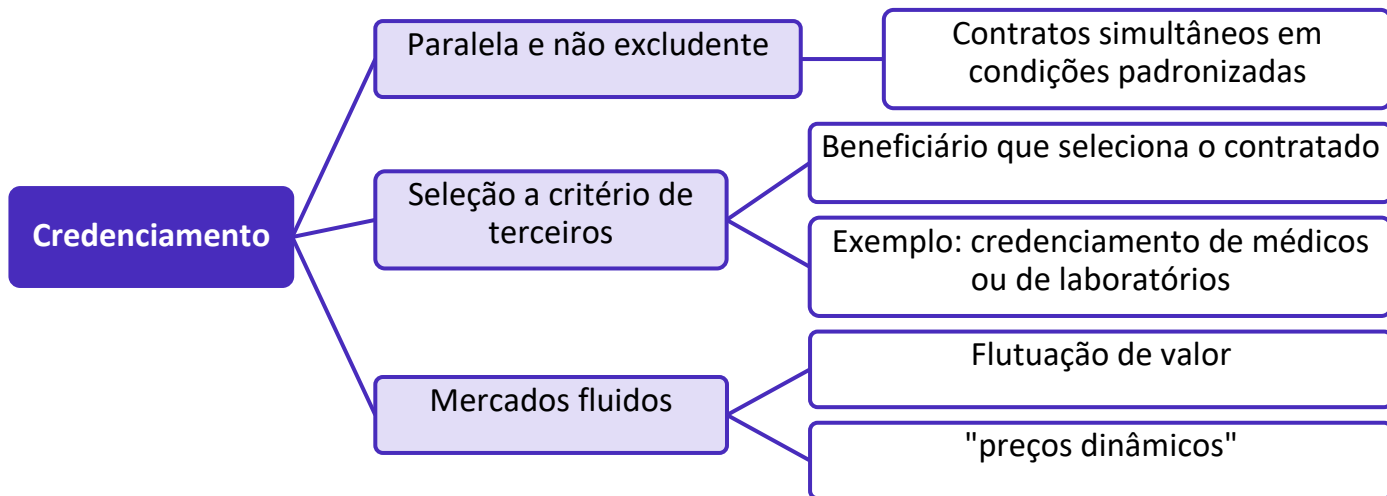 Credenciamento
Paralela e não excludente
Contratos simultâneos em
condições padronizadas
Seleção a critério de
terceiros
Beneficiário que seleciona o contratado
Exemplo: credenciamento de médicos
ou de laboratórios
Mercados fluidos
Flutuação de valor
"preços dinâmicos"